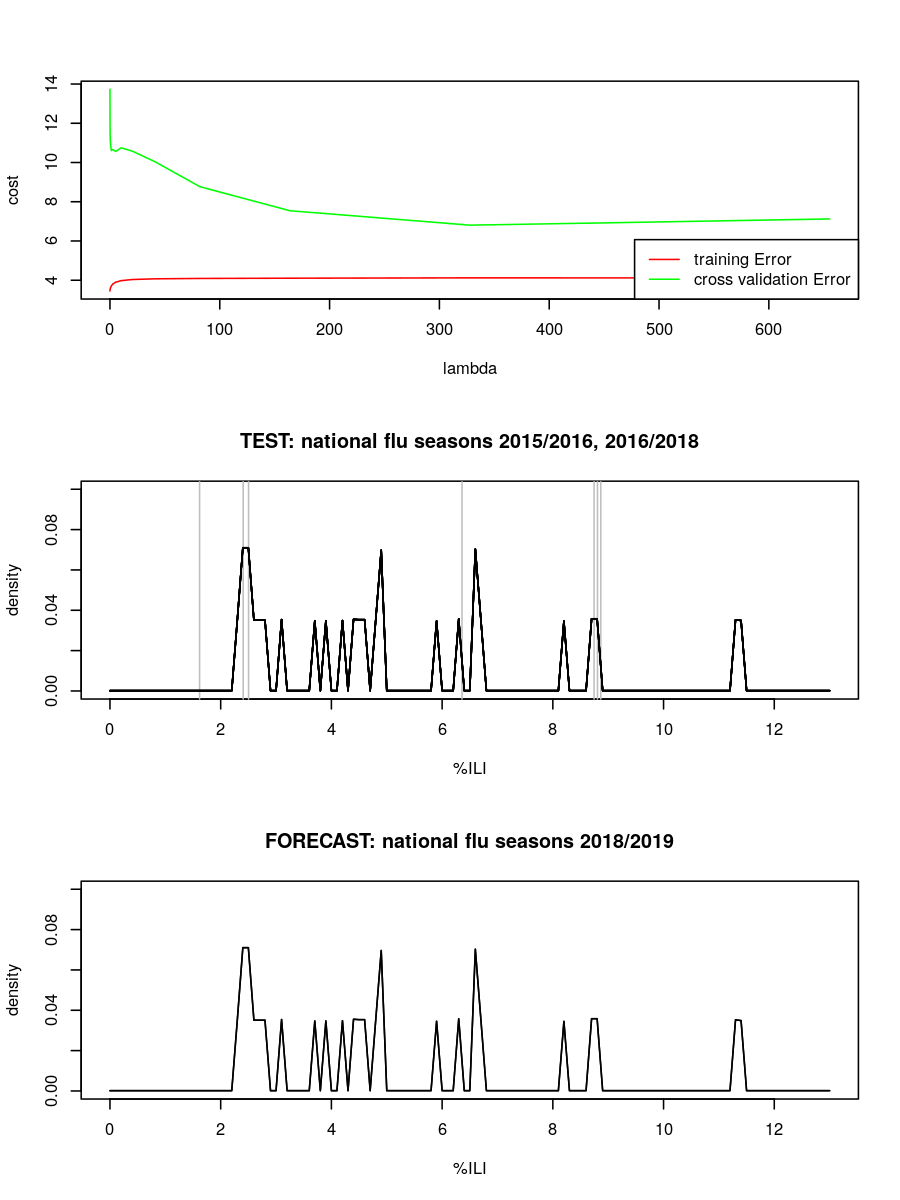 cost
14
12
10
8
6
4
training Error
cross validation Error
0 100 200 300 400 500 600
lambda
TEST: national flu seasons 2015/2016, 2016/2018
density
0.08
0.04
0.00
0 2 4 6 8 10 12
%ILI
FORECAST: national flu seasons 2018/2019
density
0.08
0.04
0.00
0 2 4 6 8 10 12
%ILI